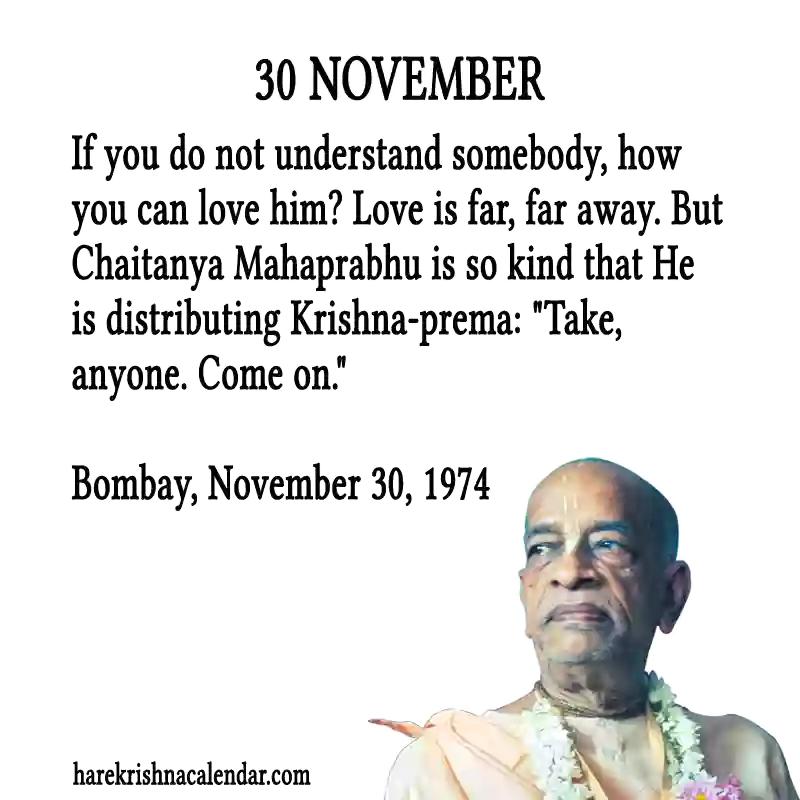 30 NOVEMBER
If you do not understand somebody, how
you can love him? Love is far, far away. But
Chaitanya Mahaprabhu is so kind that He
is distributing Krishna-prema: "Take,
anyone. Come on."
Bombay, November 30, 1974
harekrishnacalendar.com